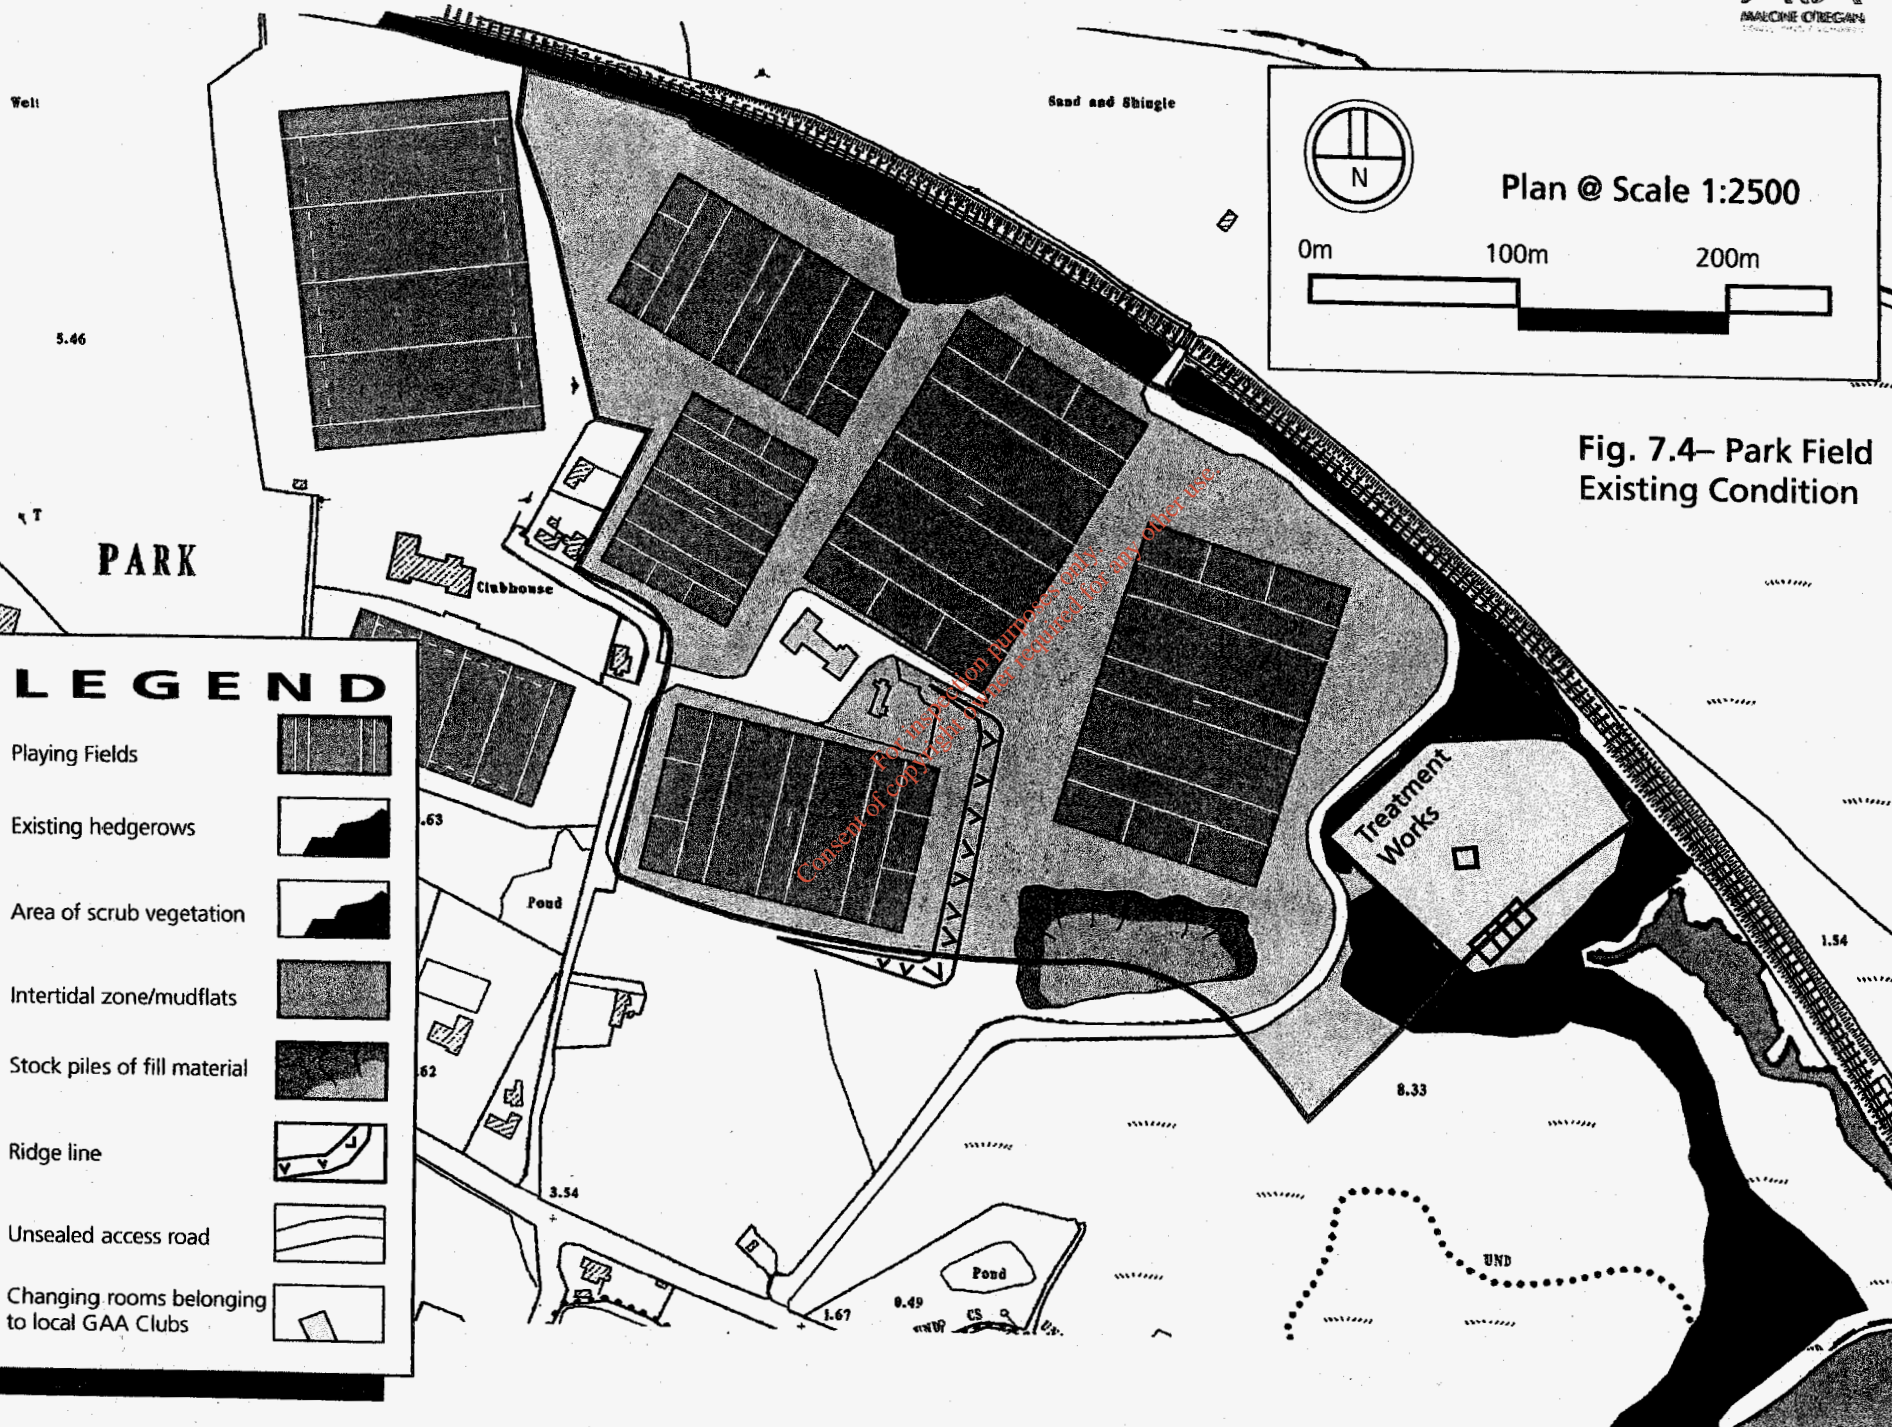 MALONE O'REGAN
Well
Sand and Shingle
N
Plan @ Scale 1:2500
0m 100m 200m
5.46
Fig. 7.4– Park Field
Existing Condition
T
PARK
Clubhouse
For inspection purposes only.
Consent of copyright owner required for any other use.
Treatment
Works
LEGEND
Playing Fields
Existing hedgerows
Area of scrub vegetation
Intertidal zone/mudflats
Stock piles of fill material
Ridge line
Unsealed access road
Changing rooms belonging
to local GAA Clubs
.63
Pond
1.54
.62
8.33
3.54
UND
Pond
1.67
0.49
CS
UND
UN